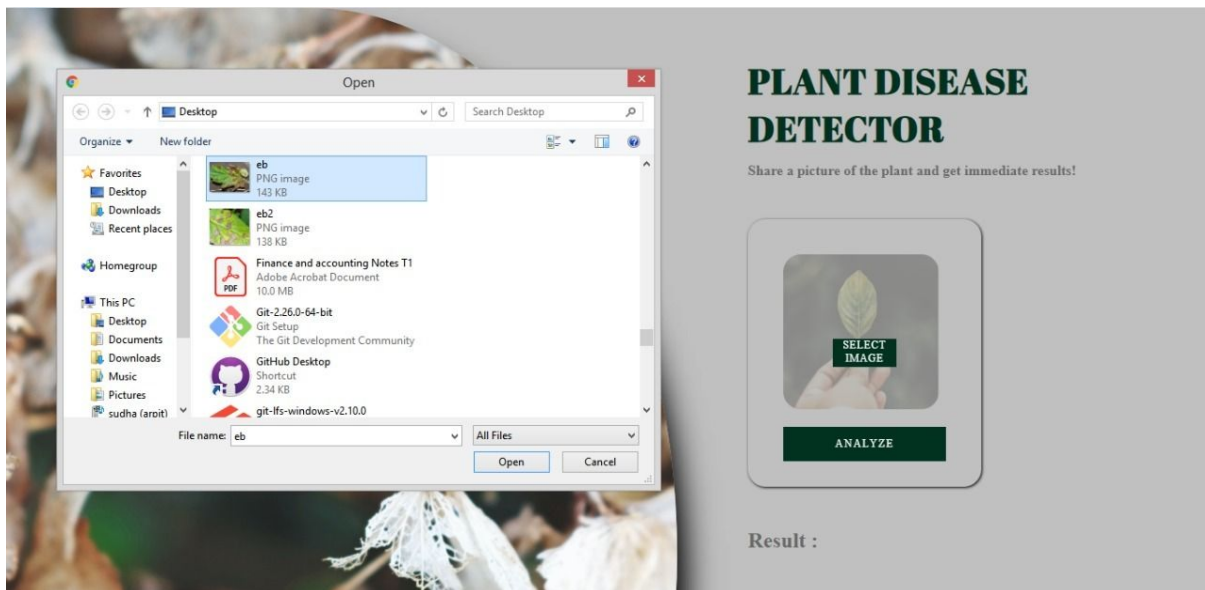 Open
Desktop
Search Desktop
Organize
New folder
Favorites
Desktop
Downloads
Recent places
Homegroup
This PC
Desktop
Documents
Downloads
Music
Pictures
sudha (arpit)
eb
PNG image
143 KB
eb2
PNG image
138 KB
Finance and accounting Notes T1
Adobe Acrobat Document
10.0 MB
PDF
Git-2.26.0-64-bit
Git Setup
The Git Development Community
GitHub Desktop
Shortcut
2.34 KB
git-lfs-windows-v2.10.0
File name: eb
All Files
Open
Cancel
PLANT DISEASE
DETECTOR
Share a picture of the plant and get immediate results!
SELECT
IMAGE
ANALYZE
Result :